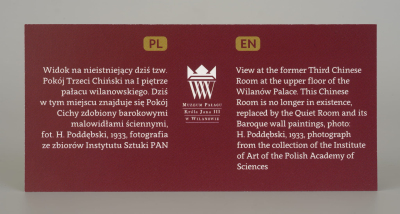 PL
Widok na nieistniejący dziś tzw.
Pokój Trzeci Chiński na I piętrze
pałacu wilanowskiego. Dziś
w tym miejscu znajduje się Pokój
Cichy zdobiony barokowymi
malowidłami ściennymi,
fot. H. Poddębski, 1933, fotografia
ze zbiorów Instytutu Sztuki PAN
Muzeum Pałacu
Króla Jana III
w Wilanowie
EN
View at the former Third Chinese
Room at the upper floor of the
Wilanów Palace. This Chinese
Room is no longer in existence,
replaced by the Quiet Room and its
Baroque wall paintings, photo:
H. Poddębski, 1933, photograph
from the collection of the Institute
of Art of the Polish Academy of
Sciences